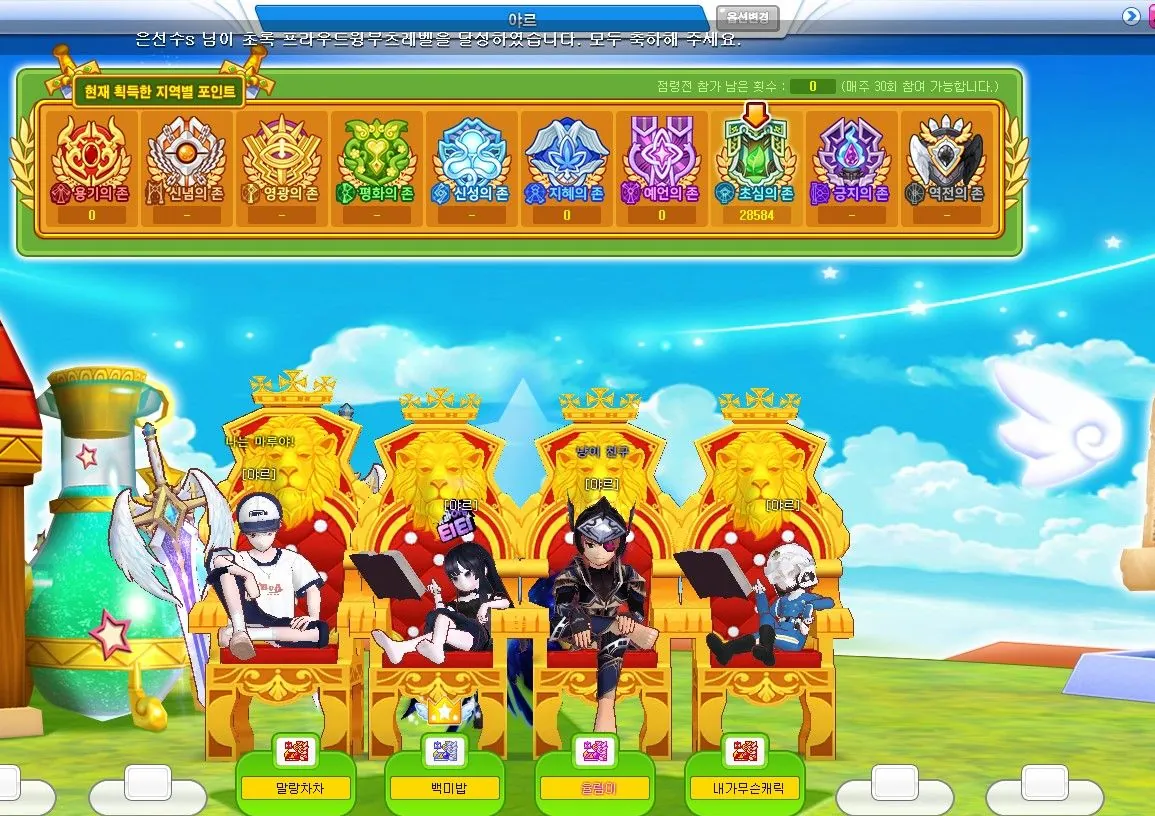 야르
옵션변경
은선수s 님이 초록 프라우드윙부츠레벨을 달성하였습니다. 모두 축하해 주세요.
현재 획득한 지역별 포인트
점령전 참가 남은 횟수 : 0 (매주 30회 참여 가능합니다.)
용기의 존 신념의 존 영광의 존 평화의 존 신성의 존 지혜의 존 예언의 존 초심의 존 긍지의 존 역전의 존
0 - - - - 0 0 28584 - -
나는 마루야!
냥이 친구
[야르] [야르] [야르] [야르]
티탄
말랑차차 백미밥 내가무슨캐릭